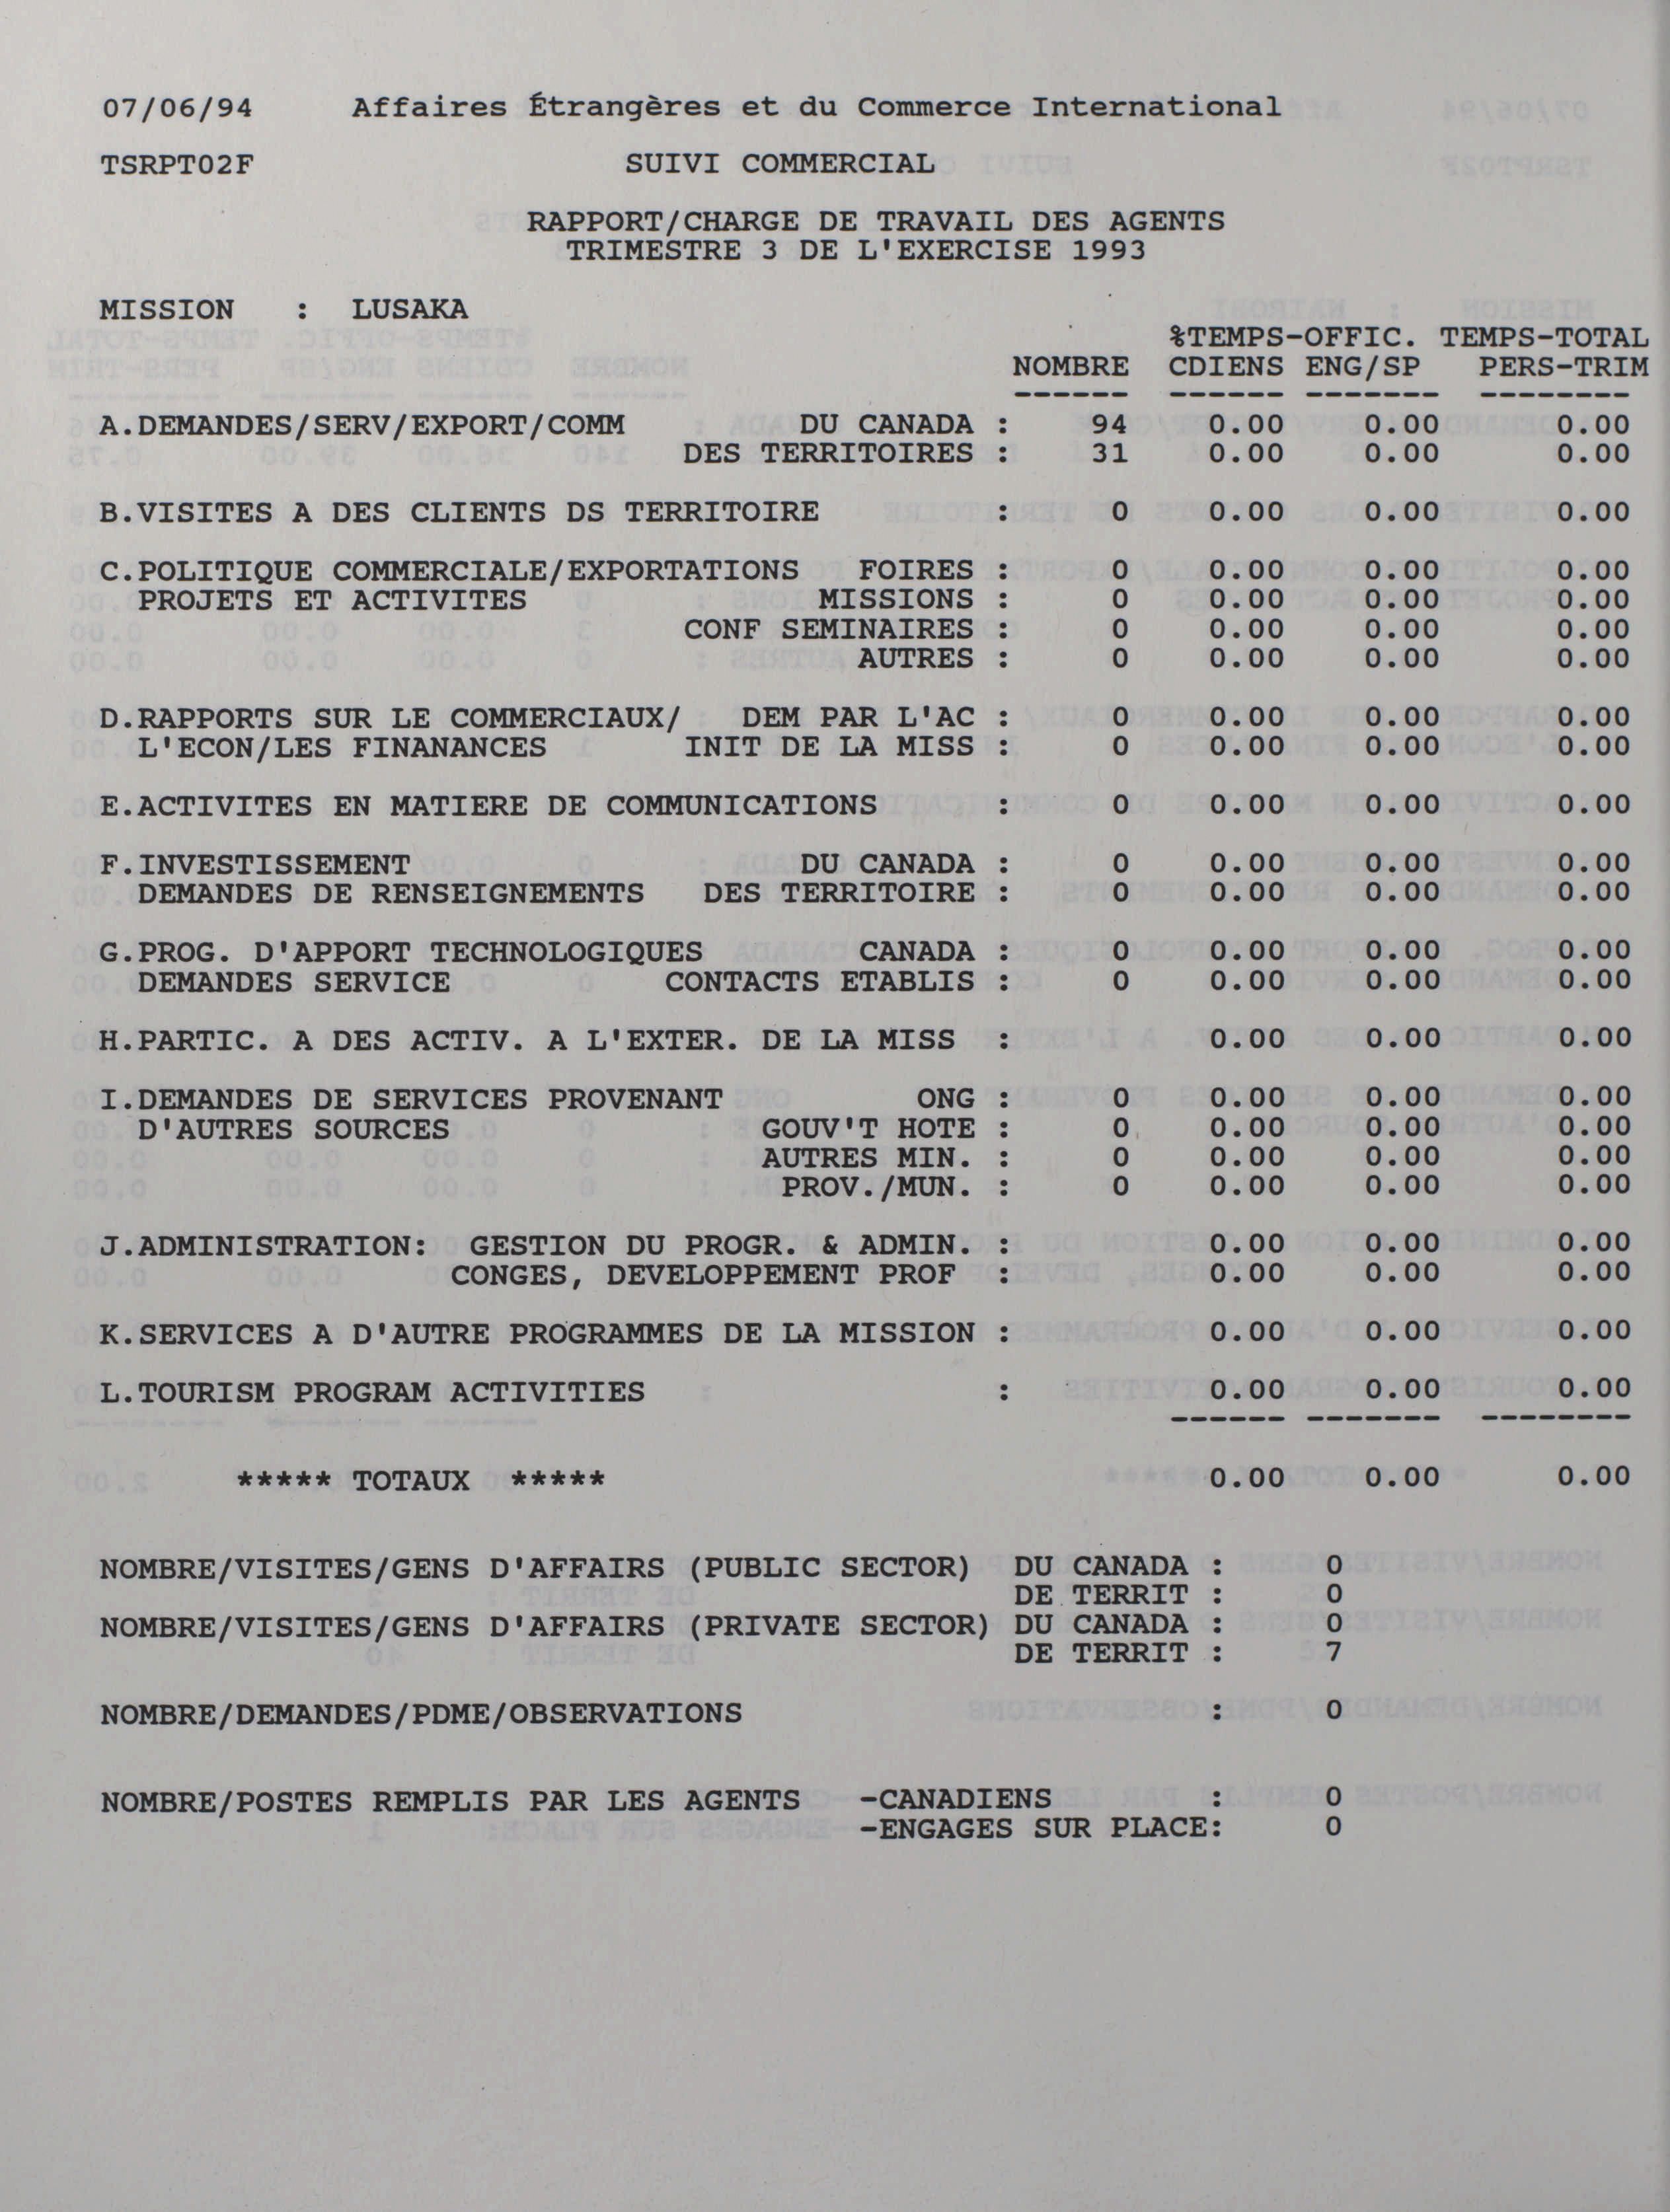 07/06/94 Affaires Étrangères et du Commerce International
TSRPT02F SUIVI COMMERCIAL
RAPPORT/CHARGE DE TRAVAIL DES AGENTS
TRIMESTRE 3 DE L'EXERCISE 1993
MISSION : LUSAKA
%TEMPS-OFFIC. TEMPS-TOTAL
NOMBRE CDIENS ENG/SP PERS-TRIM
------ ------ ------- --------
A.DEMANDES/SERV/EXPORT/COMM DU CANADA : 94 0.00 0.00 0.00
DES TERRITOIRES : 31 0.00 0.00 0.00
B.VISITES A DES CLIENTS DS TERRITOIRE : 0 0.00 0.00 0.00
C.POLITIQUE COMMERCIALE/EXPORTATIONS FOIRES : 0 0.00 0.00 0.00
PROJETS ET ACTIVITES MISSIONS : 0 0.00 0.00 0.00
CONF SEMINAIRES : 0 0.00 0.00 0.00
AUTRES : 0 0.00 0.00 0.00
D.RAPPORTS SUR LE COMMERCIAUX/ DEM PAR L'AC : 0 0.00 0.00 0.00
L'ECON/LES FINANANCES INIT DE LA MISS : 0 0.00 0.00 0.00
E.ACTIVITES EN MATIERE DE COMMUNICATIONS : 0 0.00 0.00 0.00
F.INVESTISSEMENT DU CANADA : 0 0.00 0.00 0.00
DEMANDES DE RENSEIGNEMENTS DES TERRITOIRE : 0 0.00 0.00 0.00
G.PROG. D'APPORT TECHNOLOGIQUES CANADA : 0 0.00 0.00 0.00
DEMANDES SERVICE CONTACTS ETABLIS : 0 0.00 0.00 0.00
H.PARTIC. A DES ACTIV. A L'EXTER. DE LA MISS : 0.00 0.00 0.00
I.DEMANDES DE SERVICES PROVENANT ONG : 0 0.00 0.00 0.00
D'AUTRES SOURCES GOUV'T HOTE : 0 0.00 0.00 0.00
AUTRES MIN. : 0 0.00 0.00 0.00
PROV./MUN. : 0 0.00 0.00 0.00
J.ADMINISTRATION: GESTION DU PROGR. & ADMIN. : 0.00 0.00 0.00
CONGES, DEVELOPPEMENT PROF : 0.00 0.00 0.00
K.SERVICES A D'AUTRE PROGRAMMES DE LA MISSION : 0.00 0.00 0.00
L.TOURISM PROGRAM ACTIVITIES : 0.00 0.00 0.00
------ ------- --------
***** TOTAUX ***** 0.00 0.00 0.00
NOMBRE/VISITES/GENS D'AFFAIRS (PUBLIC SECTOR) DU CANADA : 0
DE TERRIT : 0
NOMBRE/VISITES/GENS D'AFFAIRS (PRIVATE SECTOR) DU CANADA : 0
DE TERRIT : 7
NOMBRE/DEMANDES/PDME/OBSERVATIONS : 0
NOMBRE/POSTES REMPLIS PAR LES AGENTS -CANADIENS : 0
-ENGAGES SUR PLACE: 0